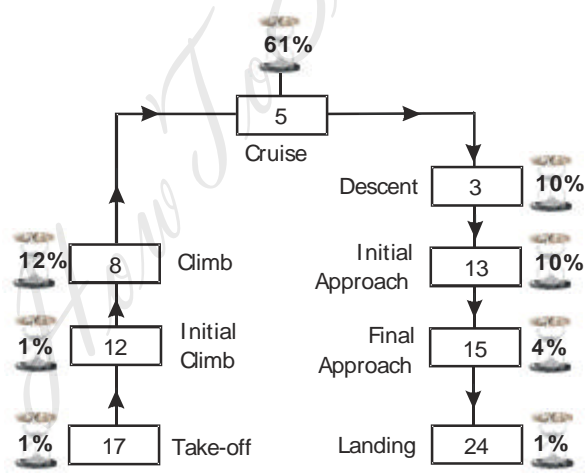 61%
5
Cruise
Descent
3
10%
12%
8
Climb
Initial
Approach
13
10%
1%
12
Initial
Climb
Final
Approach
15
4%
1%
17
Take-off
Landing
24
1%